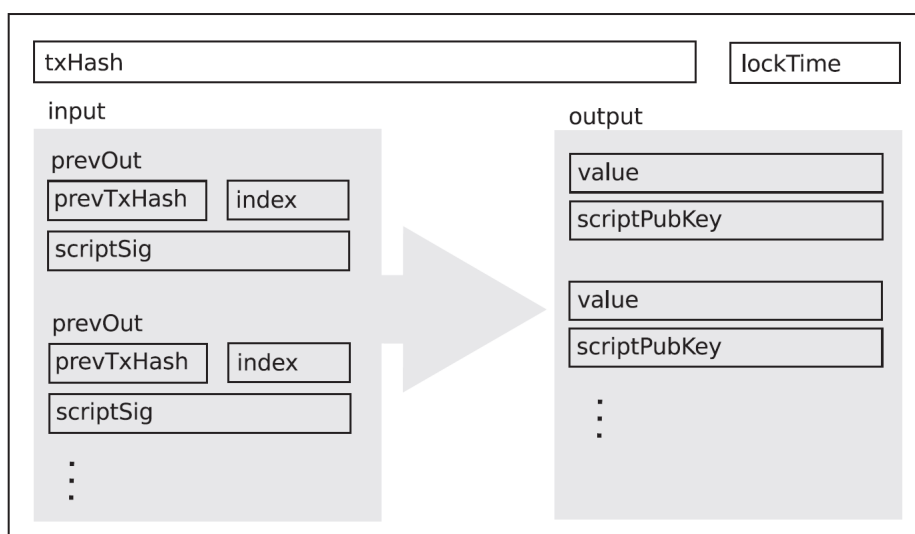 txHash
lockTime
input
prevOut
prevTxHash
index
scriptSig
prevOut
prevTxHash
index
scriptSig
output
value
scriptPubKey
value
scriptPubKey